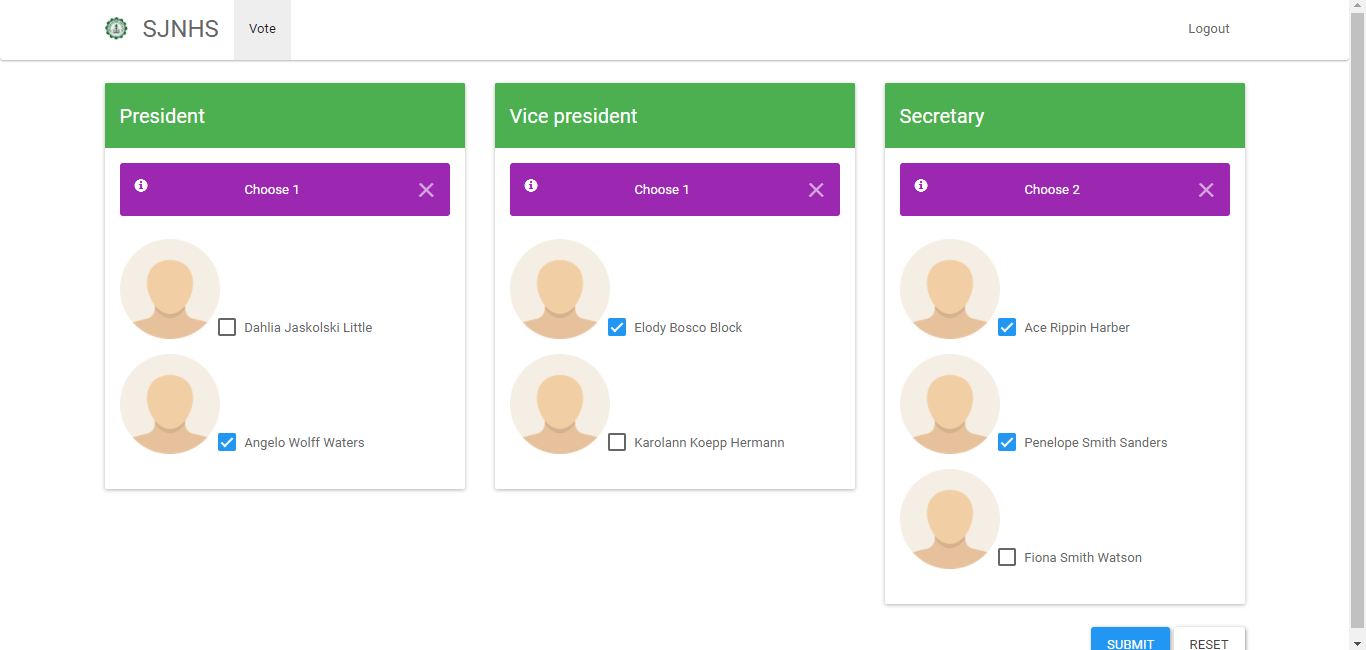 SJNHS
Vote
Logout
President
Choose 1
Dahlia Jaskolski Little
Angelo Wolff Waters
Vice president
Choose 1
Elody Bosco Block
Karolann Koepp Hermann
Secretary
Choose 2
Ace Rippin Harber
Penelope Smith Sanders
Fiona Smith Watson
SUBMIT
RESET